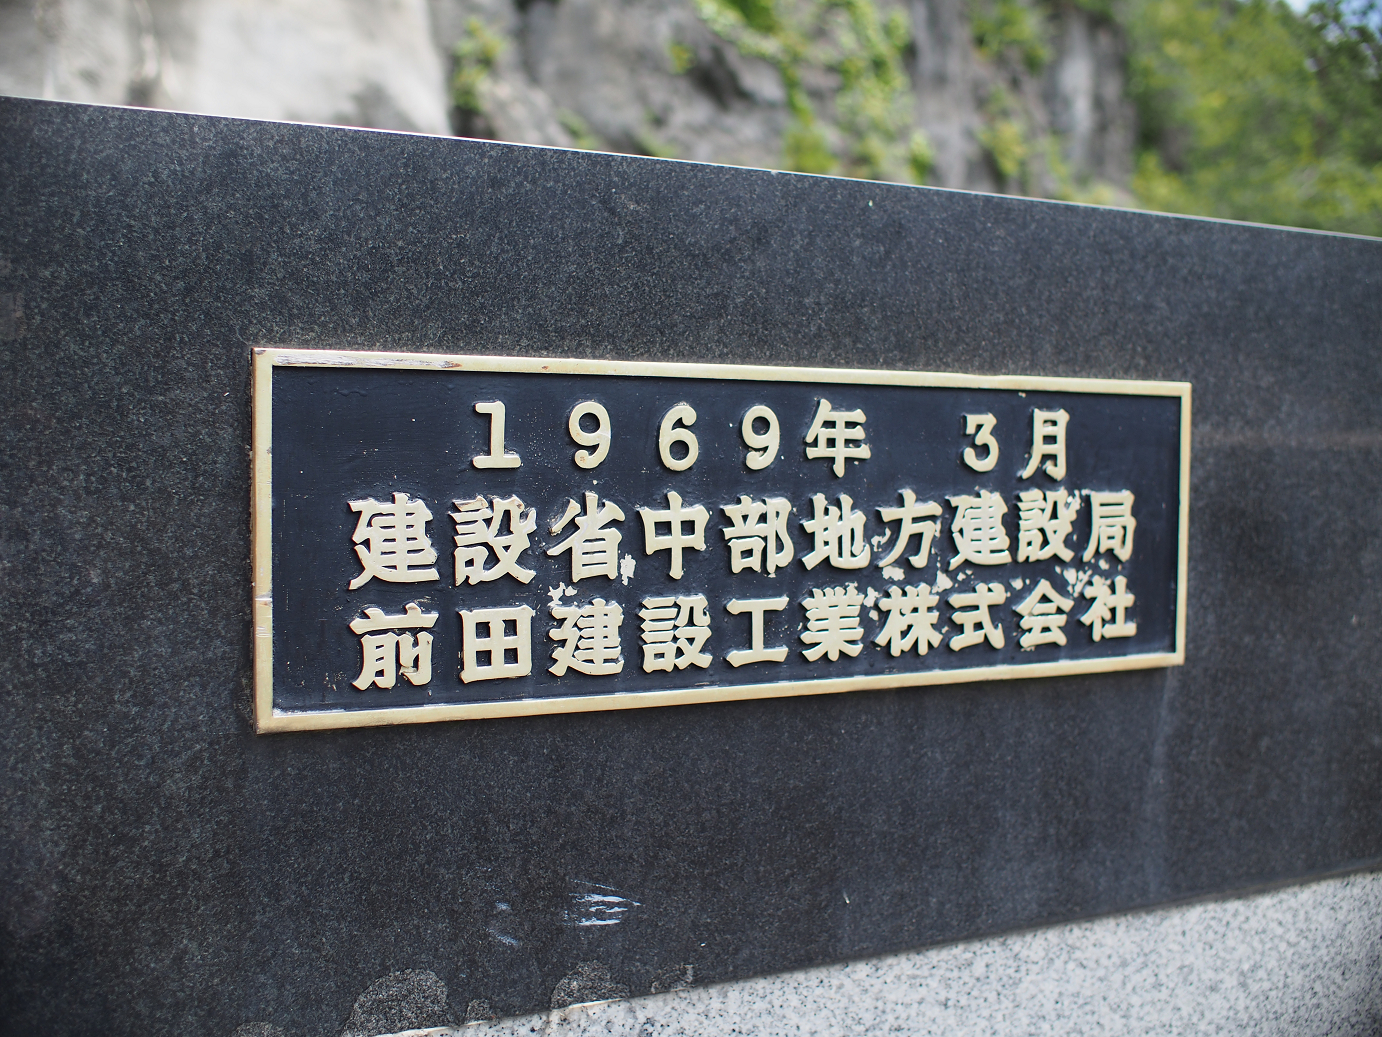 1969年　3月
建設省中部地方建設局
前田建設工業株式会社